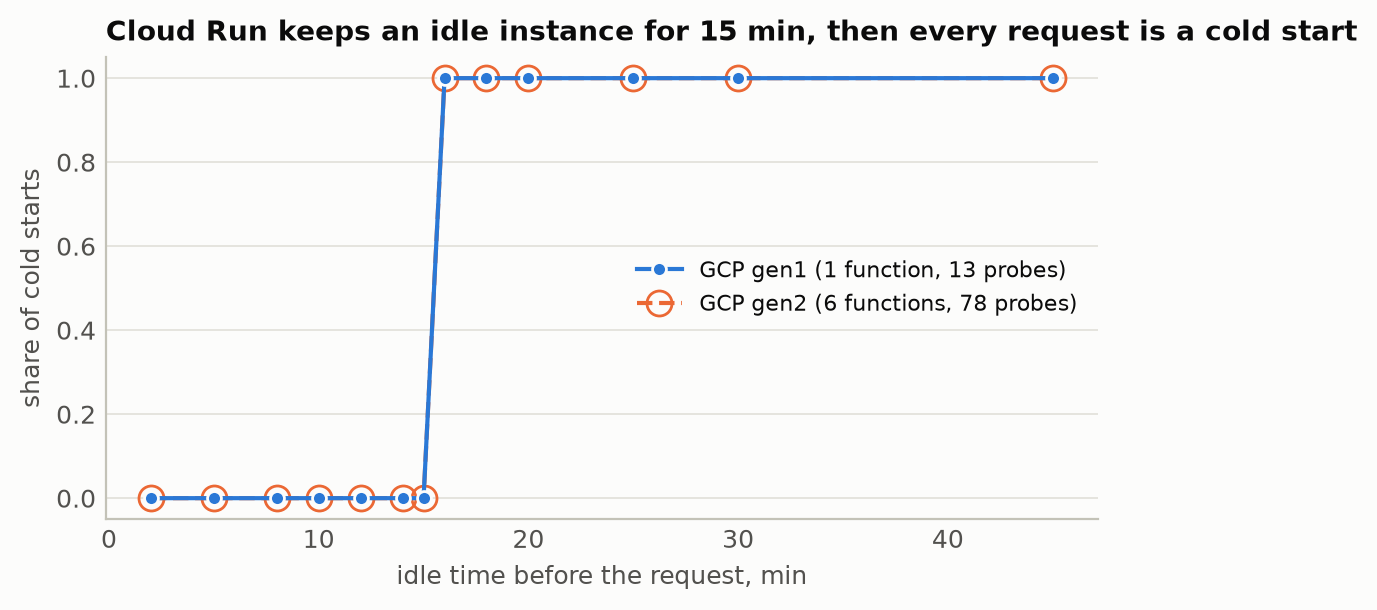 Cloud Run keeps an idle instance for 15 min, then every request is a cold start
share of cold starts
1.0
0.8
0.6
0.4
0.2
0.0
GCP gen1 (1 function, 13 probes)
GCP gen2 (6 functions, 78 probes)
0 10 20 30 40
idle time before the request, min